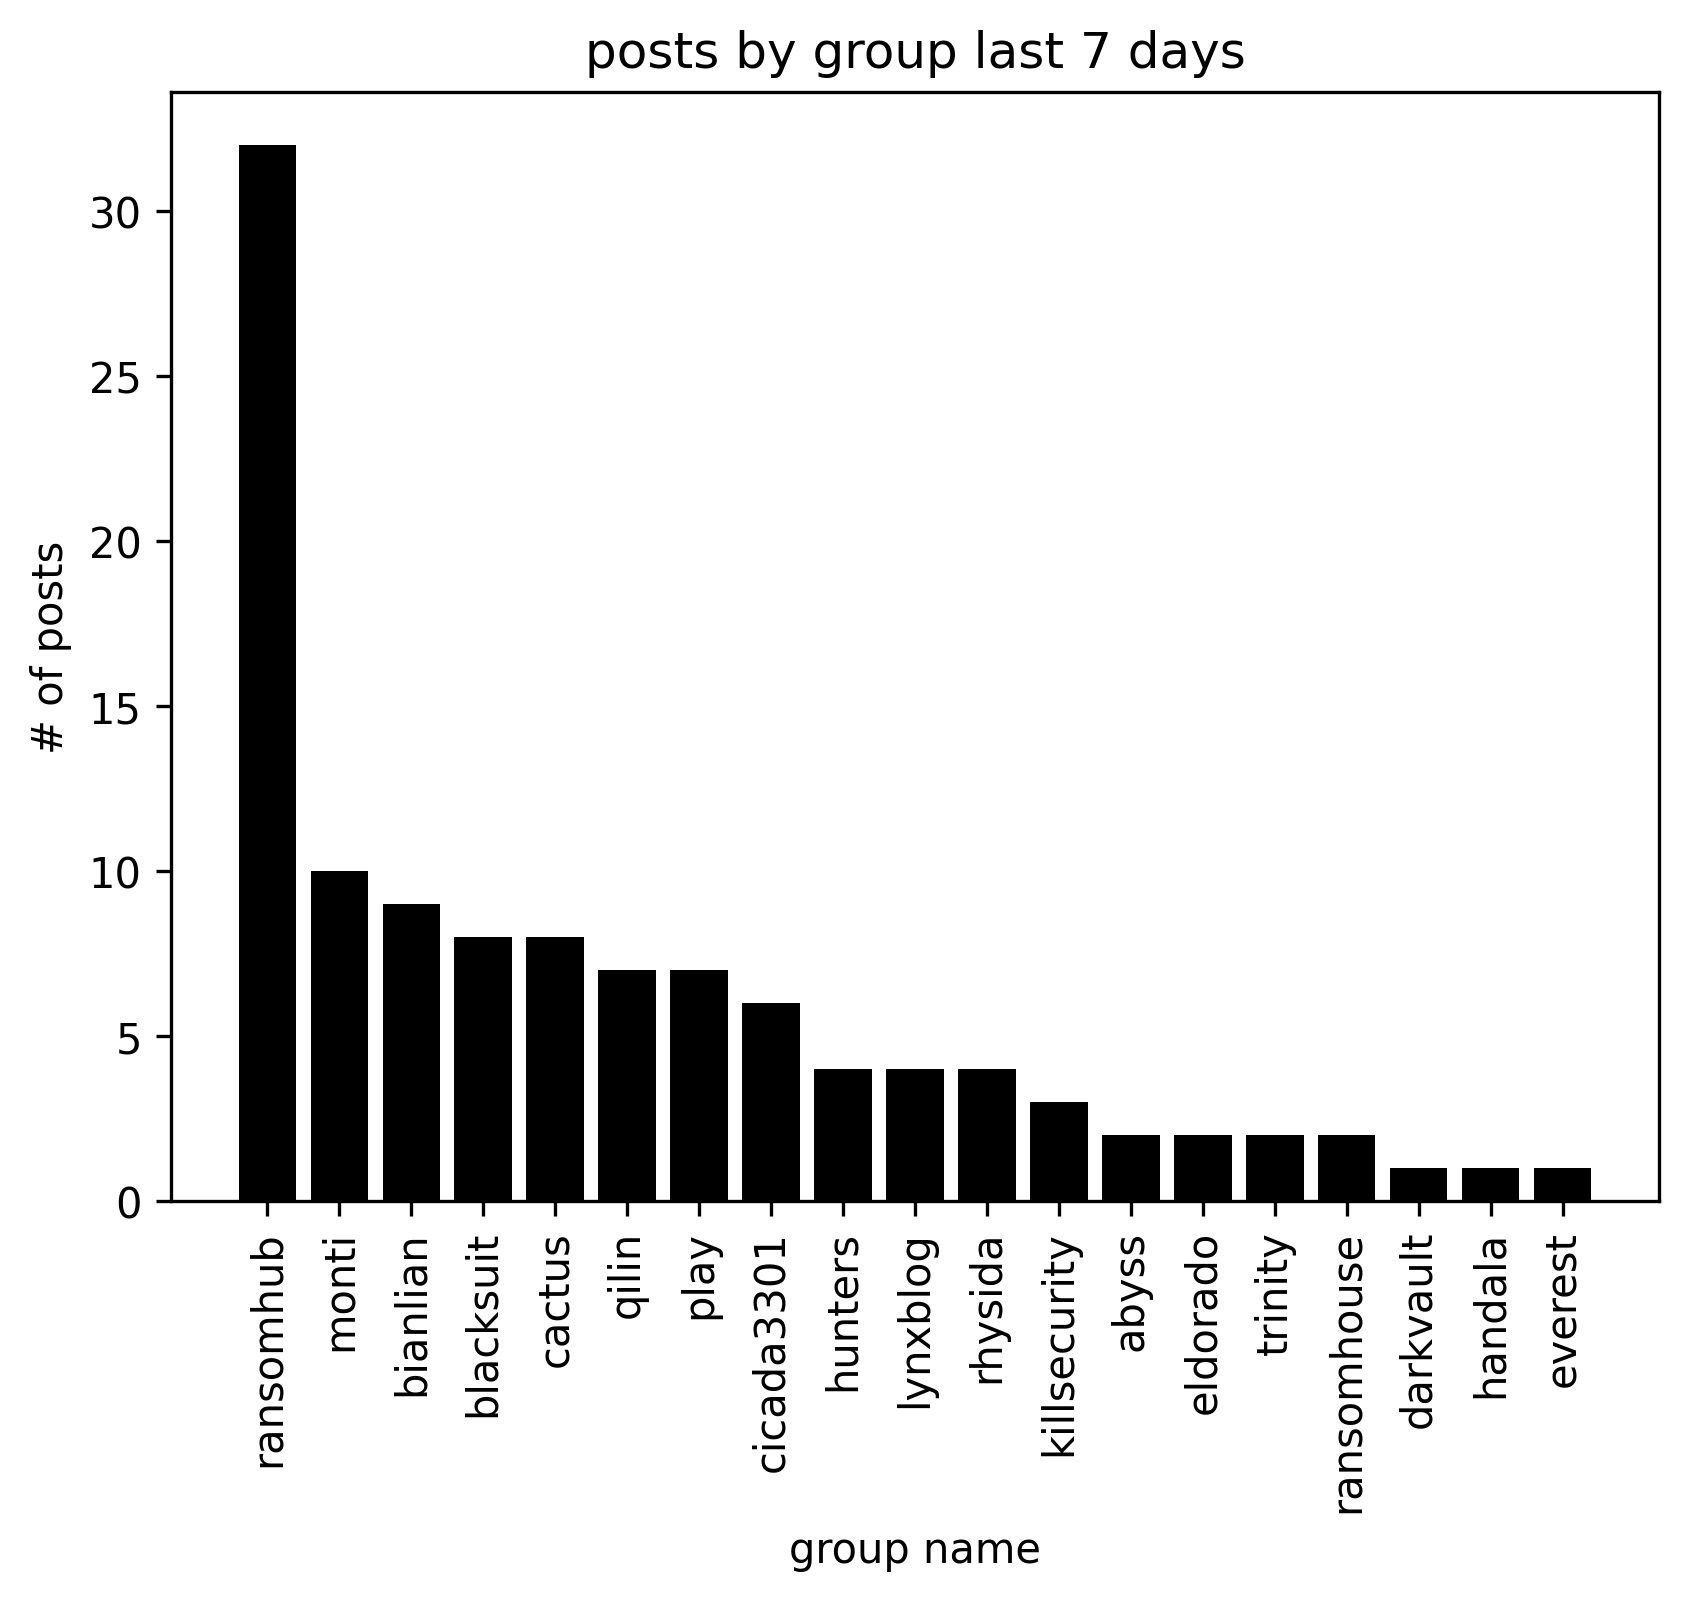 posts by group last 7 days
# of posts
30
25
20
15
10
5
0
ransomhub
monti
bianlian
blacksuit
cactus
qilin
play
cicada3301
hunters
lynxblog
rhysida
killsecurity
abyss
eldorado
trinity
ransomhouse
darkvault
handala
everest
group name